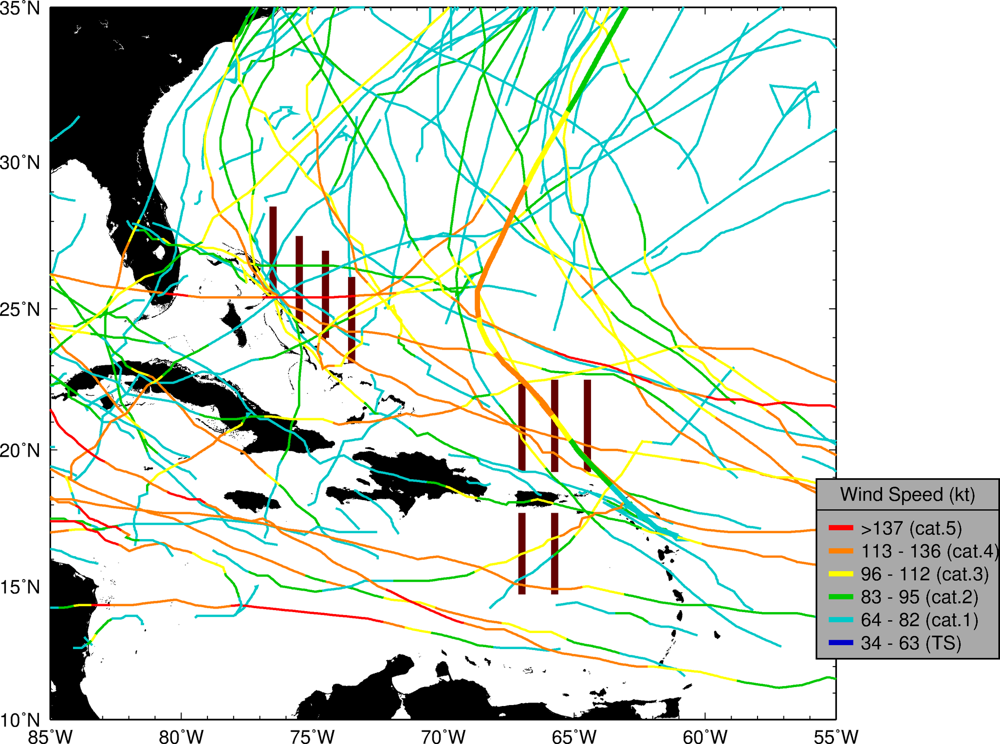 35°N
30°N
25°N
20°N
15°N
10°N
85°W
80°W
75°W
70°W
65°W
60°W
55°W
Wind Speed (kt)
>137 (cat.5)
113 - 136 (cat.4)
96 - 112 (cat.3)
83 - 95 (cat.2)
64 - 82 (cat.1)
34 - 63 (TS)